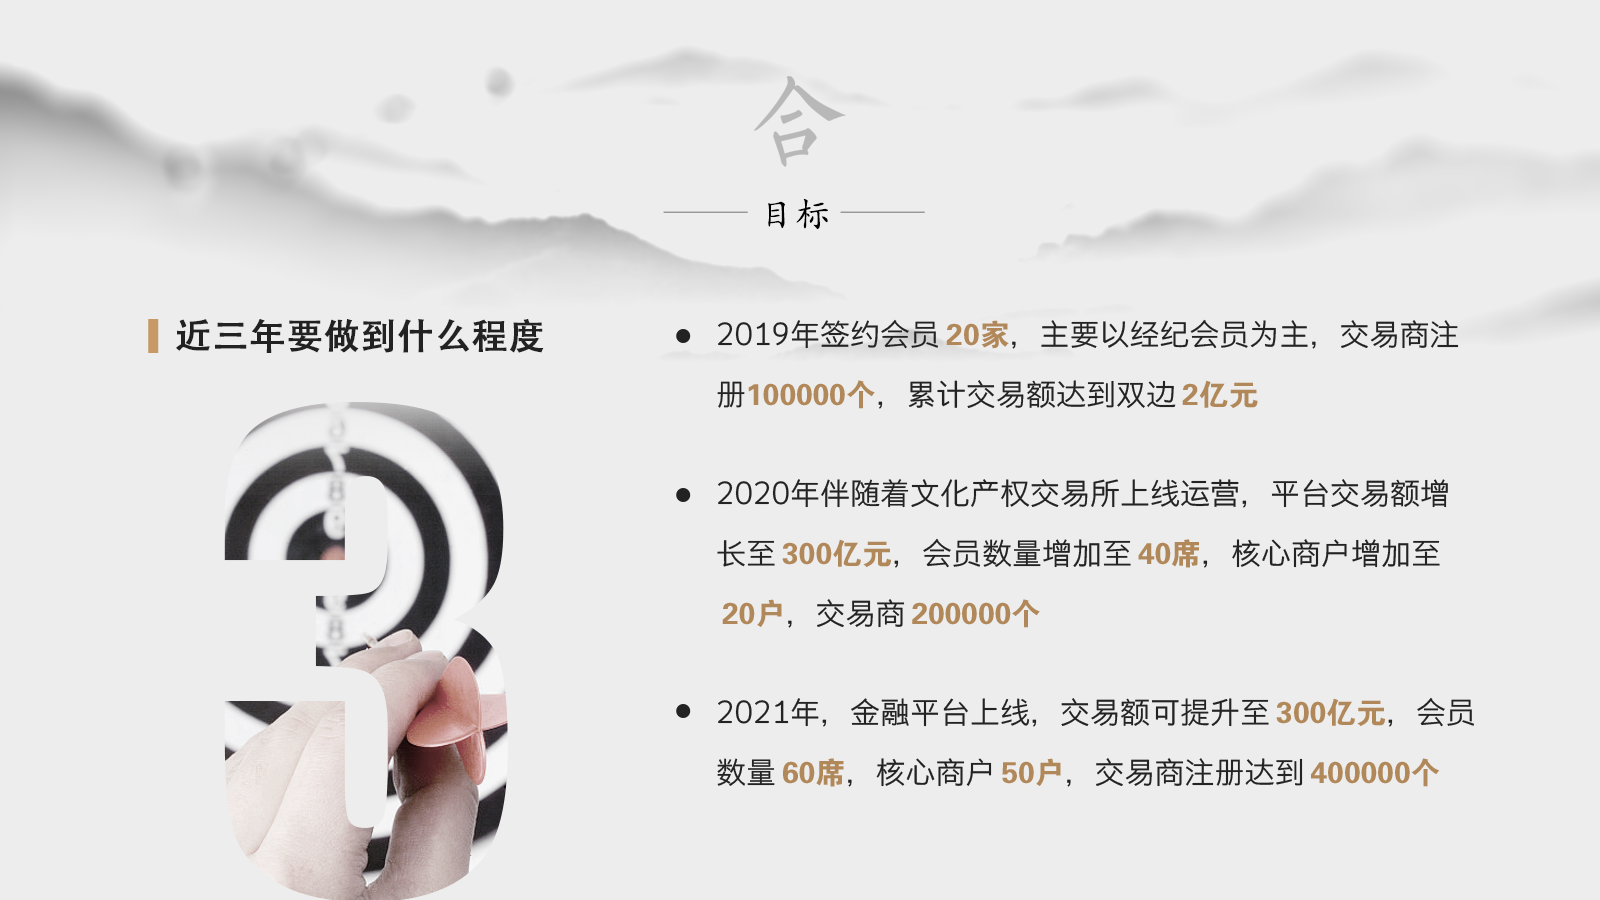 合
目标
近三年要做到什么程度
2019年签约会员20家，主要以经纪会员为主，交易商注
册100000个，累计交易额达到双边2亿元
2020年伴随着文化产权交易所上线运营，平台交易额增
长至300亿元，会员数量增加至40席，核心商户增加至
20户，交易商200000个
2021年，金融平台上线，交易额可提升至300亿元，会员
数量60席，核心商户50户，交易商注册达到400000个
3